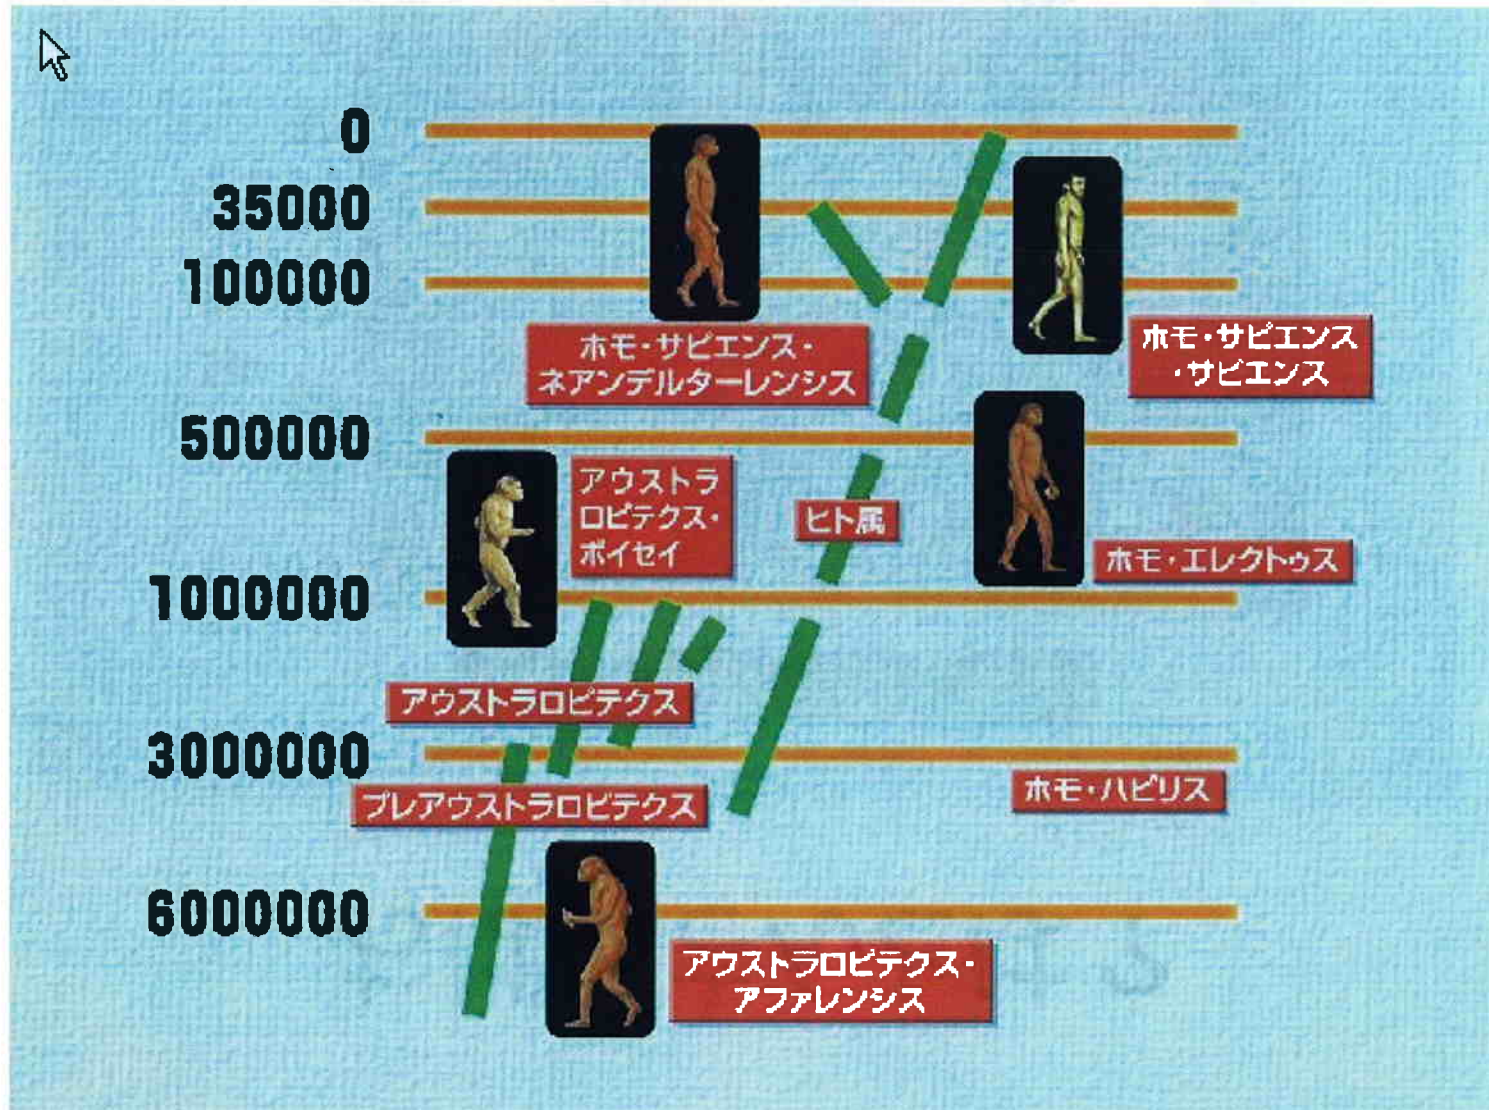 0
35000
100000
ホモ・サピエンス・
ネアンデルターレンシス
ホモ・サピエンス
・サピエンス
500000
アウストラ
ロピテクス・
ボイセイ
ヒト属
ホモ・エレクトゥス
1000000
アウストラロピテクス
3000000
ホモ・ハビリス
プレアウストラロピテクス
6000000
アウストラロピテクス・
アファレンシス